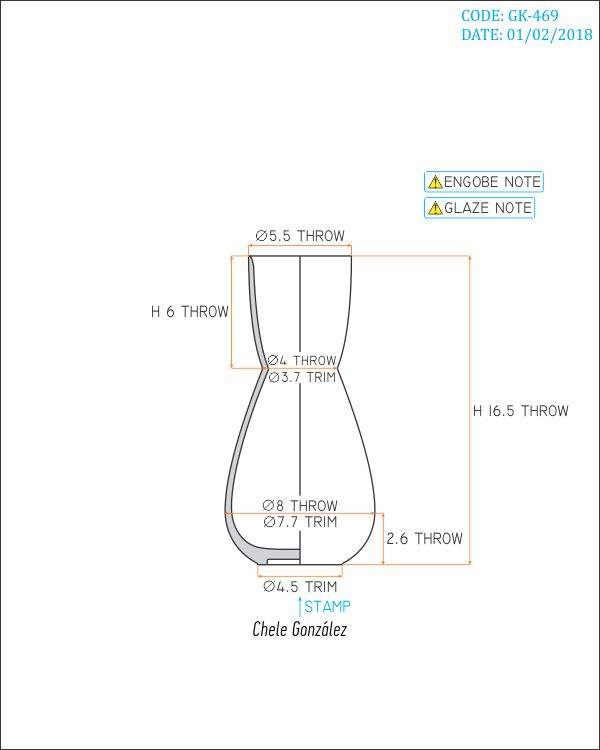 CODE: GK-469
DATE: 01/02/2018
ENGOBE NOTE
GLAZE NOTE
Ø5.5 THROW
H 6 THROW
Ø4 THROW
Ø3.7 TRIM
H 16.5 THROW
Ø8 THROW
Ø7.7 TRIM
2.6 THROW
Ø4.5 TRIM
STAMP
Chele González